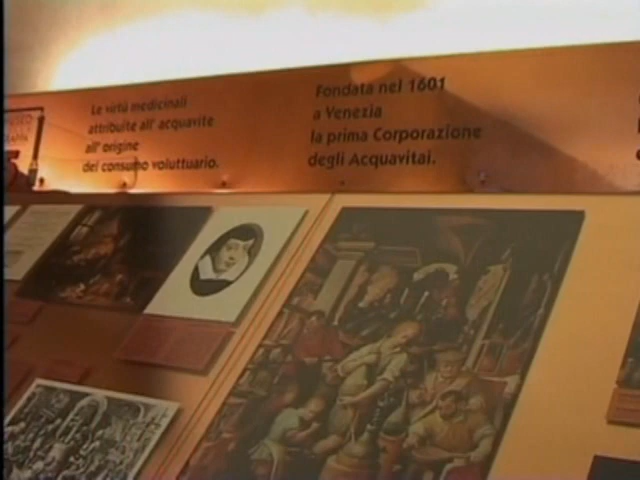 Le virtù medicinali
attribuite all' acquavite
all' origine
del consumo voluttuario.
Fondata nel 1601
a Venezia
la prima Corporazione
degli Acquavitai.